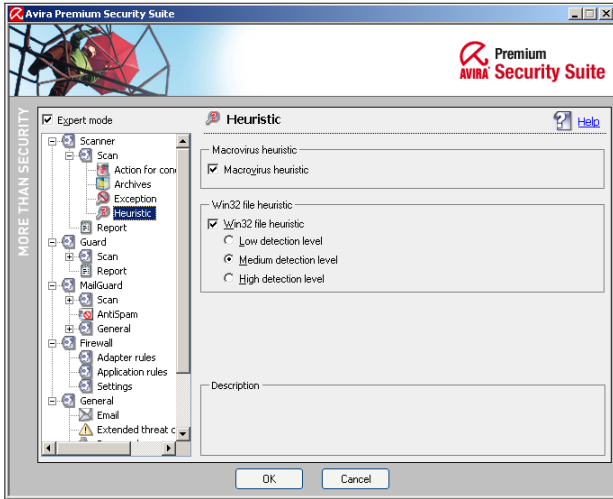 Avira Premium Security Suite
Premium
AVIRA Security Suite
MORE THAN SECURITY
Expert mode
Scanner
Scan
Action for con
Archives
Exception
Heuristic
Report
Guard
Scan
Report
MailGuard
Scan
AntiSpam
General
Firewall
Adapter rules
Application rules
Settings
General
Email
Extended threat c
Heuristic
Help
Macrovirus heuristic
Macrovirus heuristic
Win32 file heuristic
Win32 file heuristic
Low detection level
Medium detection level
High detection level
Description
OK
Cancel